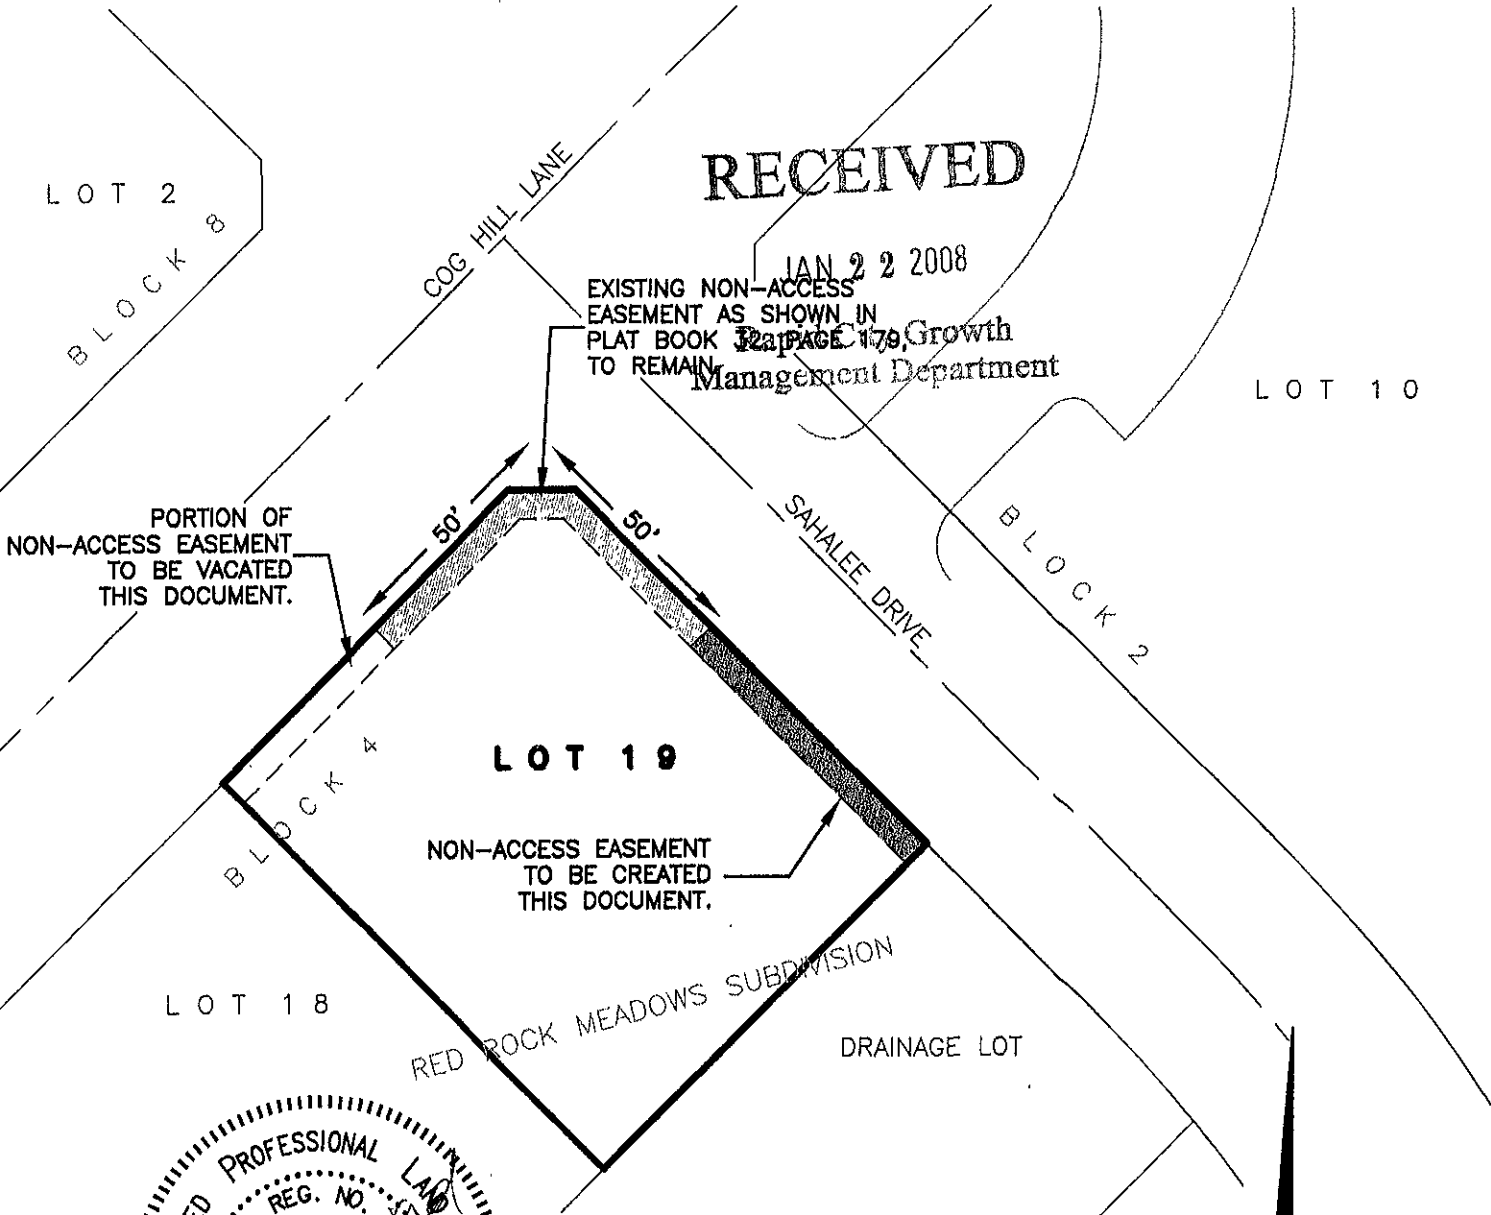 LOT 2
BLOCK 8
COG HILL LANE
RECEIVED
JAN 22 2008
Rapid City Growth
Management Department
EXISTING NON-ACCESS
EASEMENT AS SHOWN IN
PLAT BOOK 32, PAGE 179,
TO REMAIN.
LOT 10
PORTION OF
NON-ACCESS EASEMENT
TO BE VACATED
THIS DOCUMENT.
50'
50'
SAHALEE DRIVE
BLOCK 2
BLOCK 4
LOT 19
NON-ACCESS EASEMENT
TO BE CREATED
THIS DOCUMENT.
RED ROCK MEADOWS SUBDIVISION
LOT 18
DRAINAGE LOT
PROFESSIONAL
REG. NO.